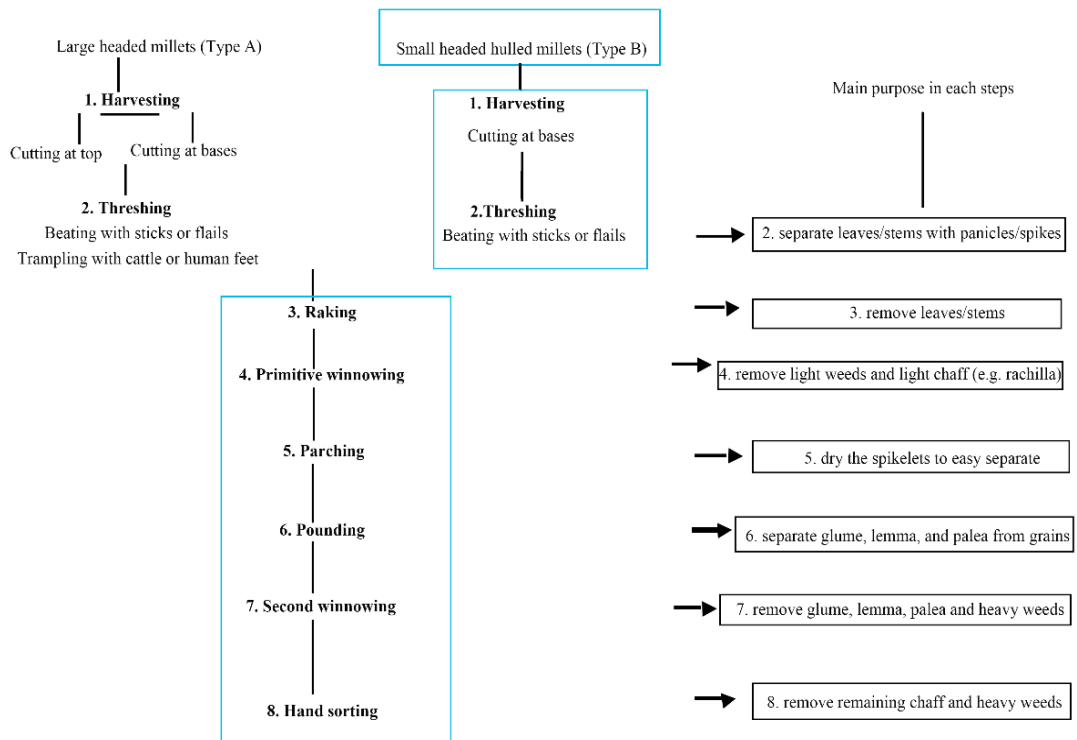 Large headed millets (Type A)
1. Harvesting
Cutting at top
Cutting at bases
2. Threshing
Beating with sticks or flails
Trampling with cattle or human feet
Small headed hulled millets (Type B)
1. Harvesting
Cutting at bases
2.Threshing
Beating with sticks or flails
3. Raking
4. Primitive winnowing
5. Parching
6. Pounding
7. Second winnowing
8. Hand sorting
Main purpose in each steps
2. separate leaves/stems with panicles/spikes
3. remove leaves/stems
4. remove light weeds and light chaff (e.g. rachilla)
5. dry the spikelets to easy separate
6. separate glume, lemma, and palea from grains
7. remove glume, lemma, palea and heavy weeds
8. remove remaining chaff and heavy weeds